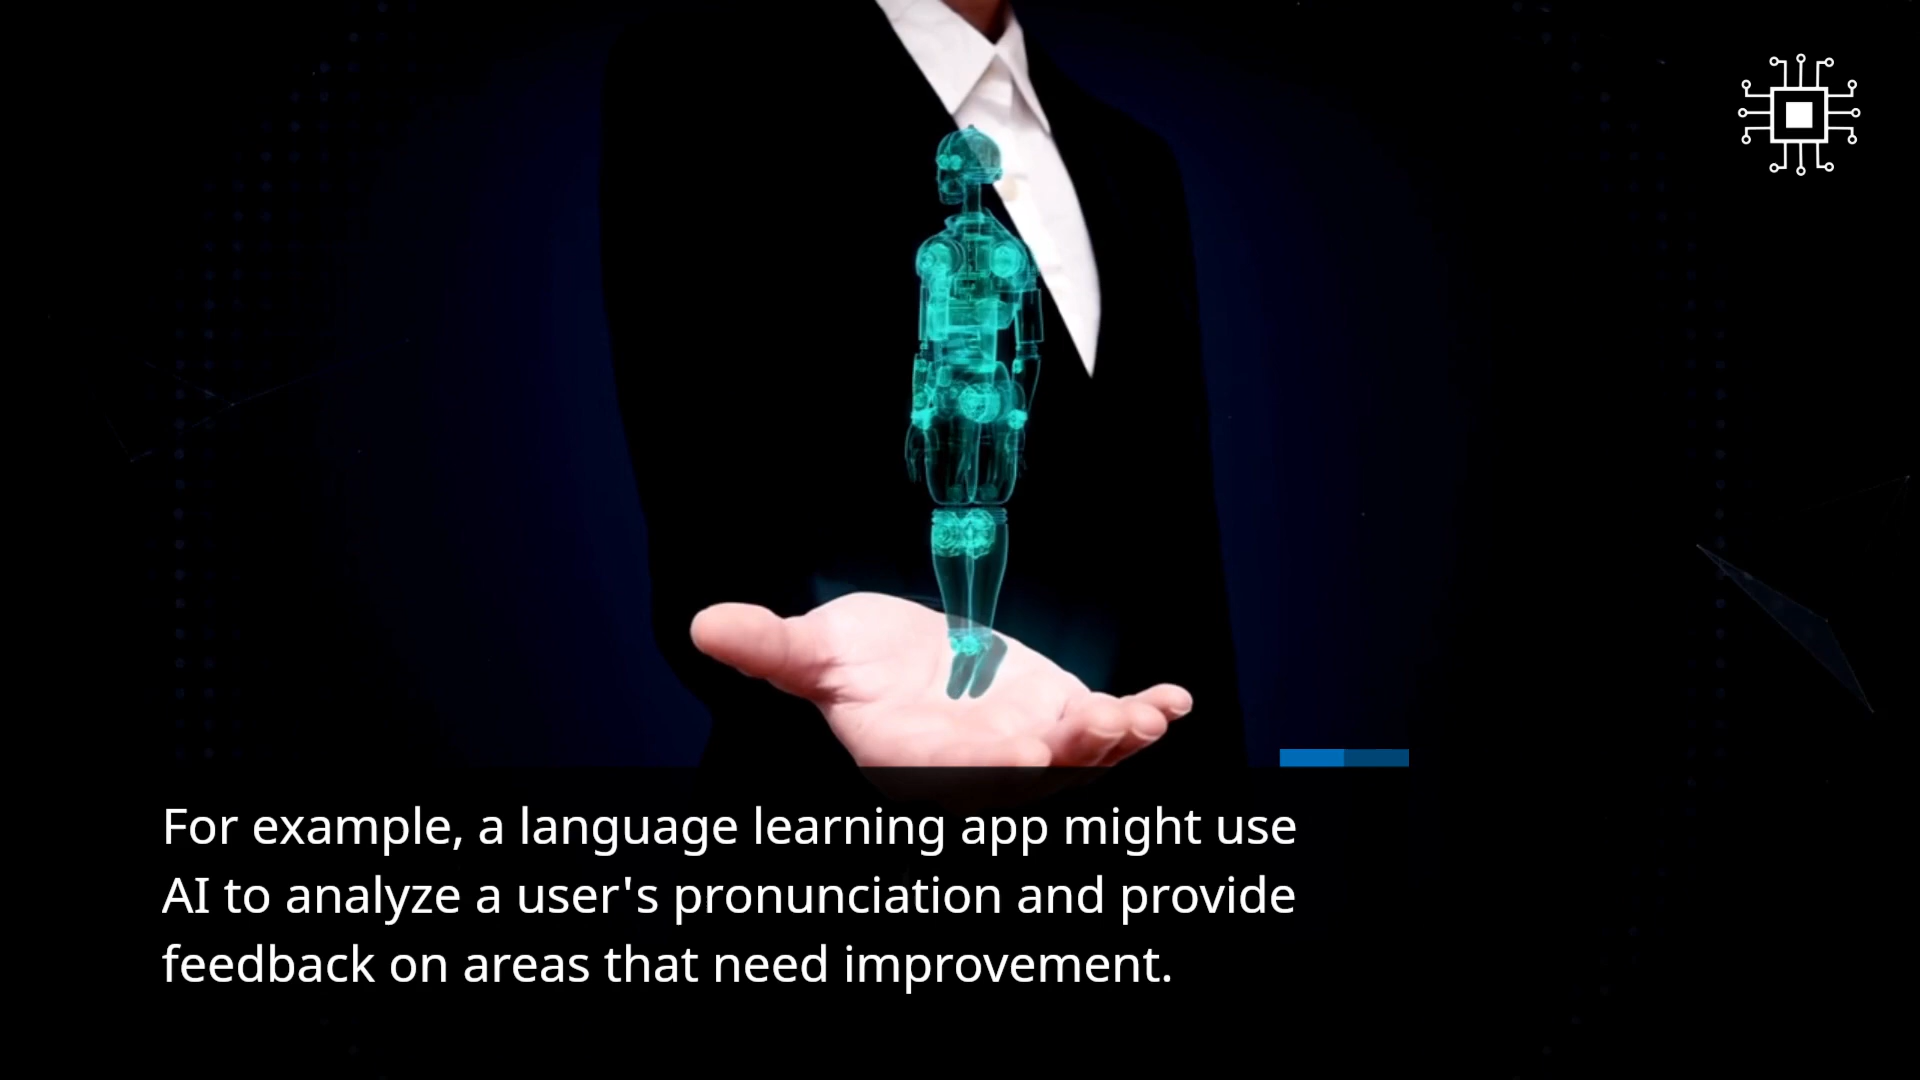 For example, a language learning app might use
AI to analyze a user's pronunciation and provide
feedback on areas that need improvement.